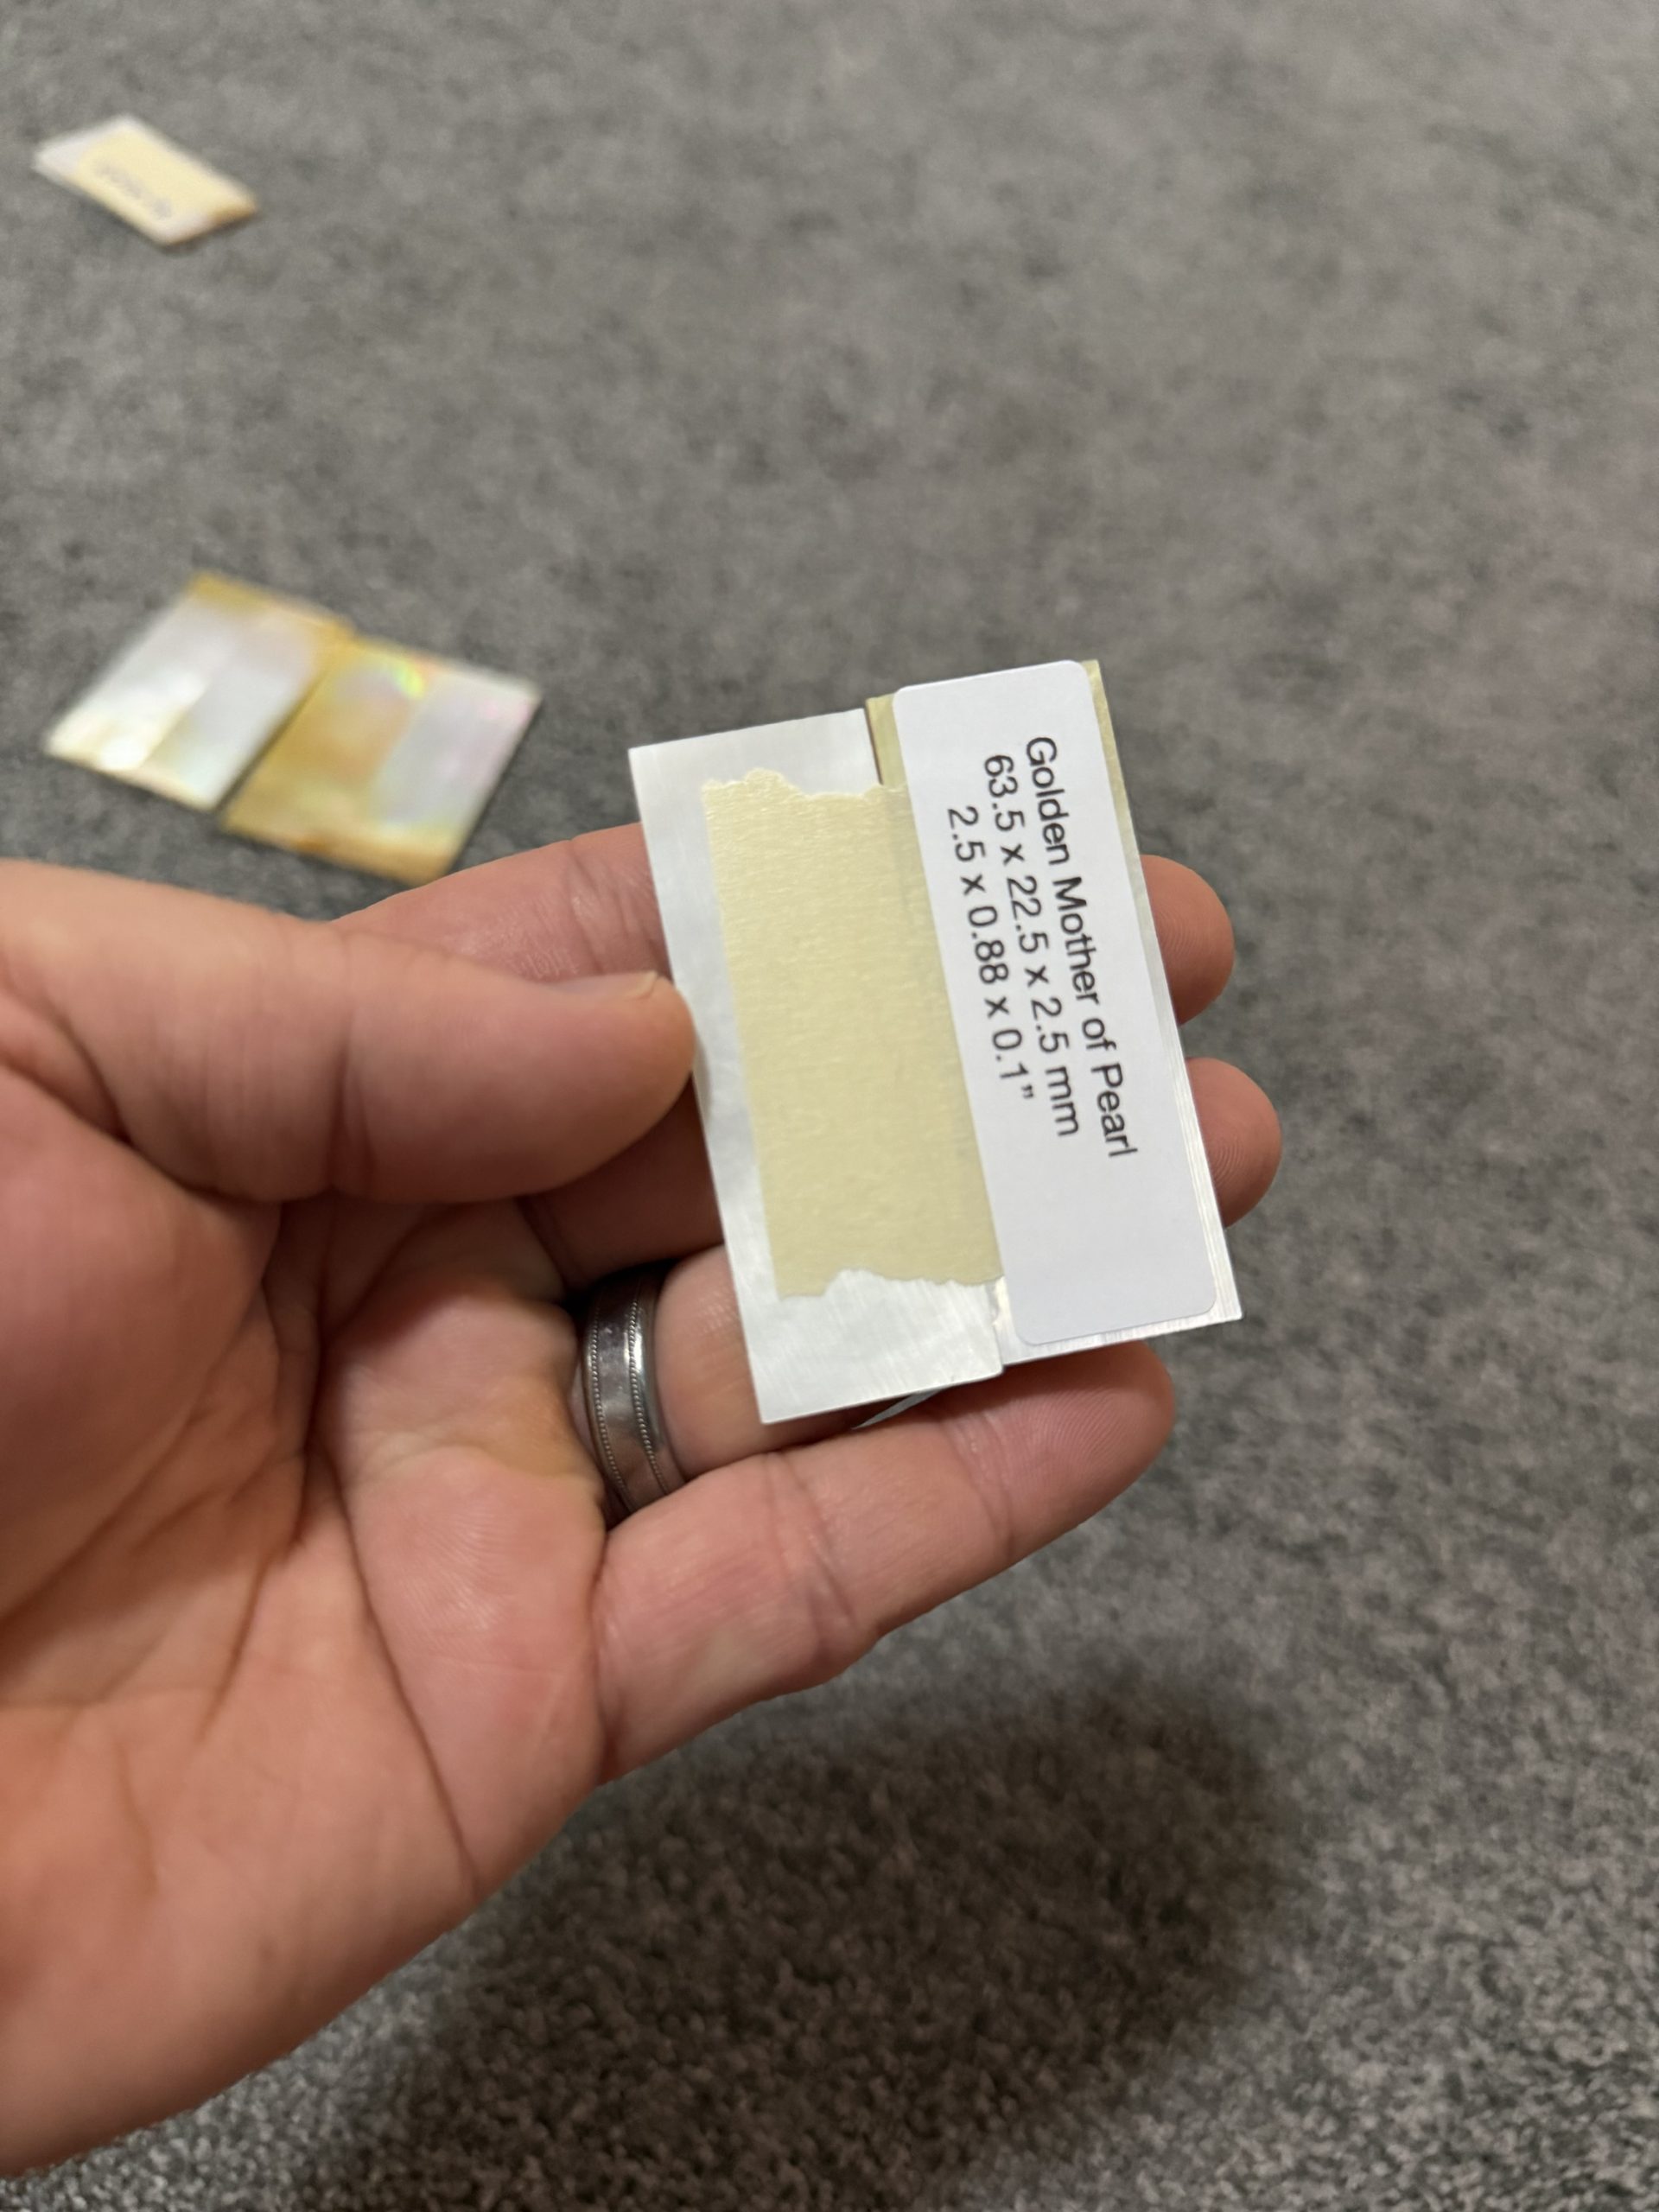 Golden Mother of Pearl
63.5 x 22.5 x 2.5 mm
2.5 x 0.88 x 0.1”